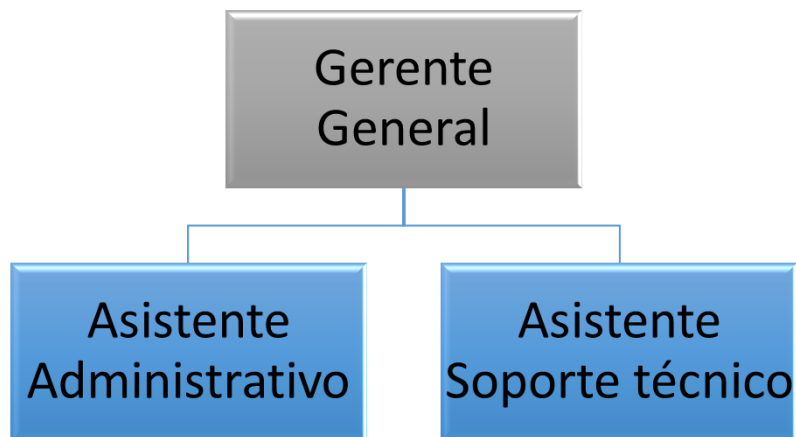 Gerente
General
Asistente
Administrativo
Asistente
Soporte técnico